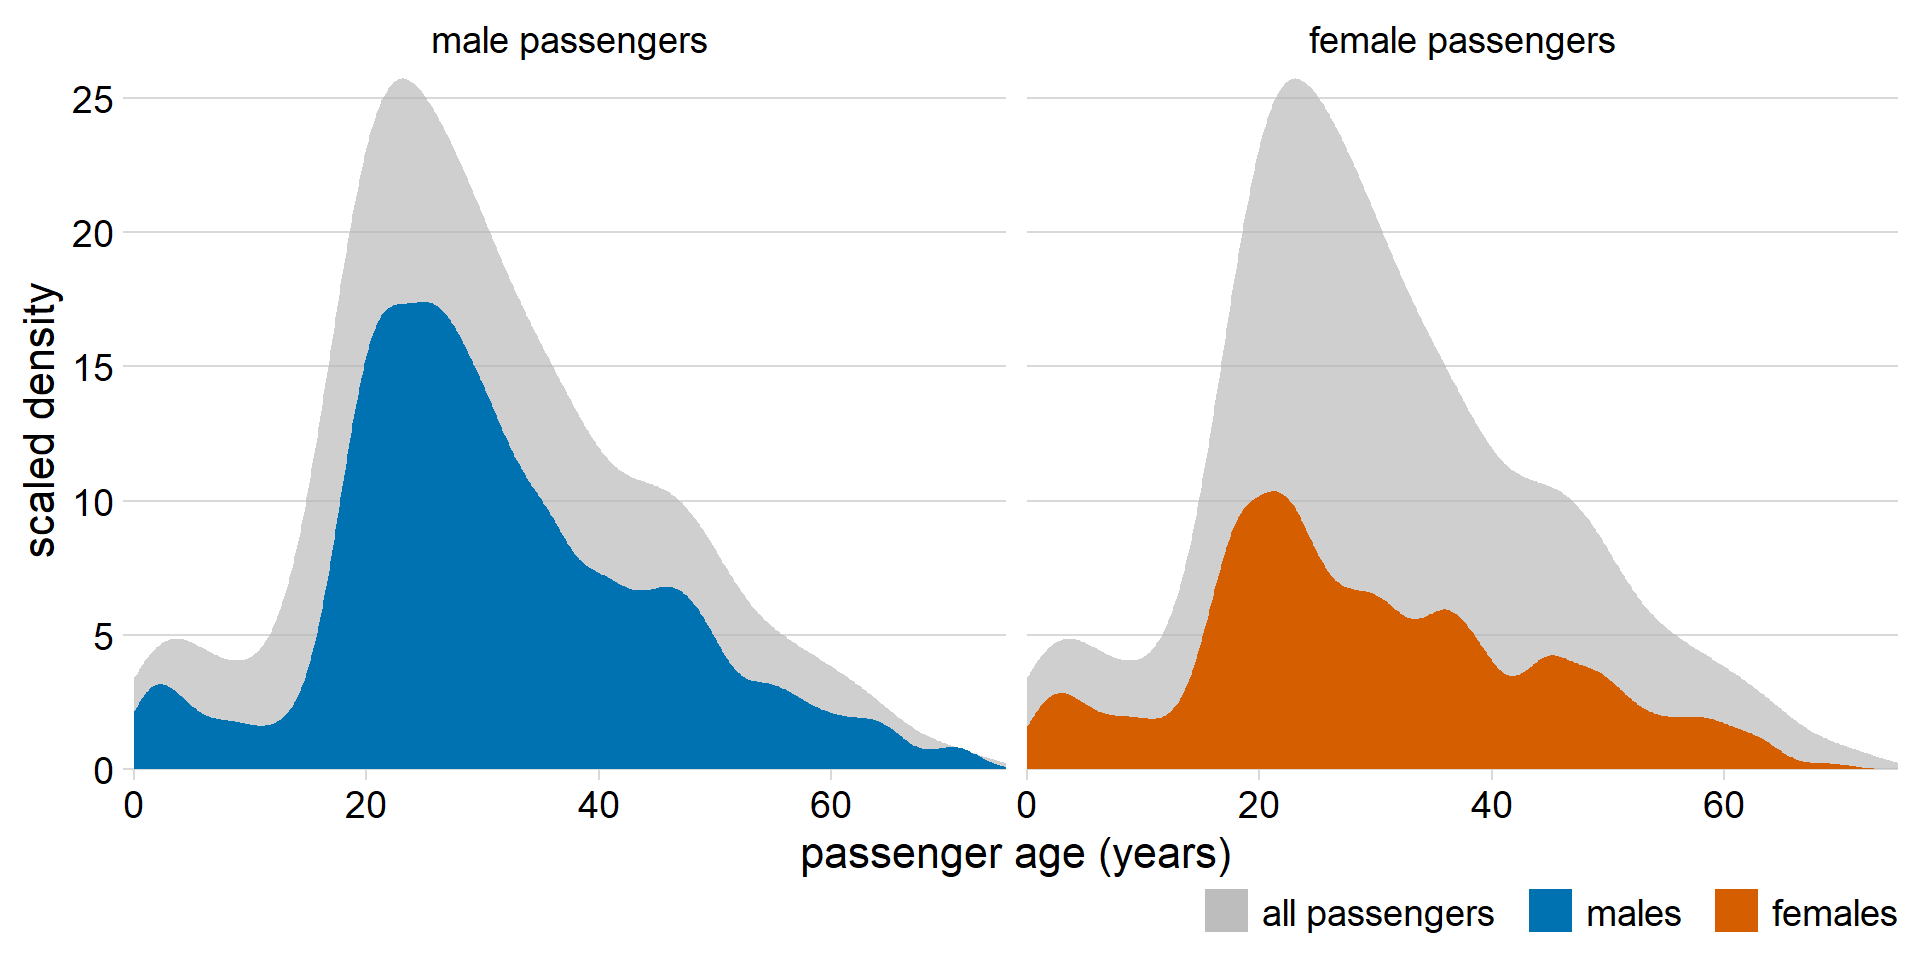 male passengers
female passengers
25
20
15
10
5
0
scaled density
0 20 40 60
0 20 40 60
passenger age (years)
all passengers males females